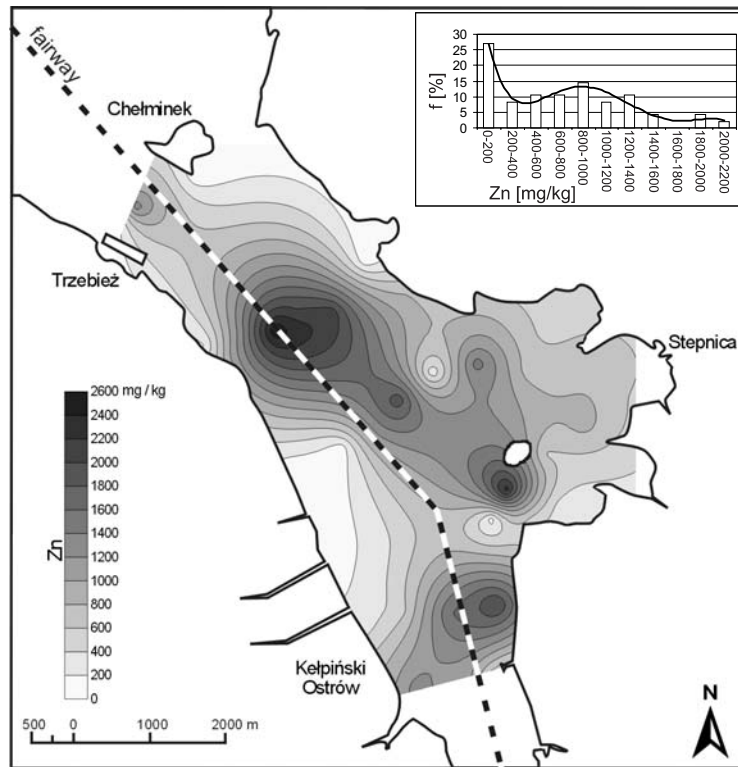 fairway
Chełminek
Trzebież
Stepnica
Kełpiński
Ostrów
N
30
25
20
15
10
5
0
f [%]
0-200
200-400
400-600
600-800
800-1000
1000-1200
1200-1400
1400-1600
1600-1800
1800-2000
2000-2200
Zn [mg/kg]
2600 mg / kg
2400
2200
2000
1800
1600
1400
1200
1000
800
600
400
200
0
Zn
500 0 1000 2000 m